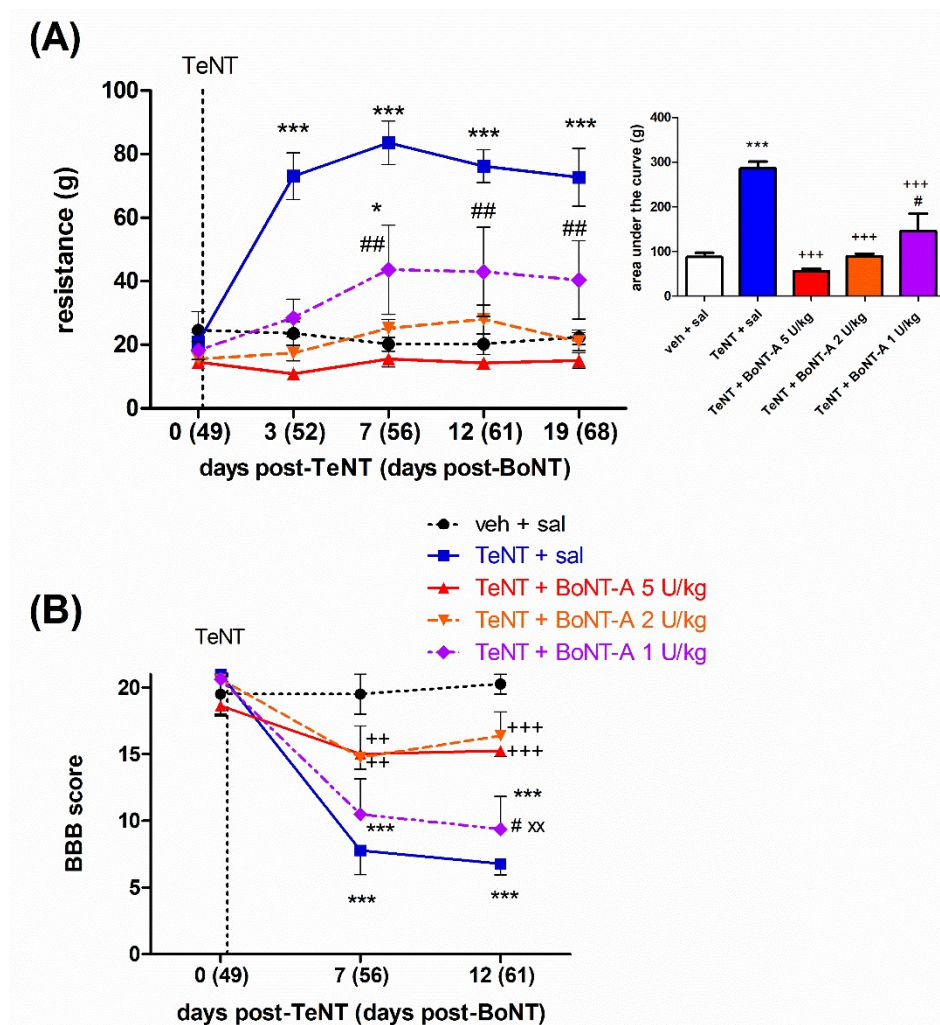 (A)
TeNT
100
80
60
40
20
0
resistance (g)
***
***
***
***
*
##
##
##
0 (49)
3 (52)
7 (56)
12 (61)
19 (68)
days post-TeNT (days post-BoNT)
400
300
200
100
0
area under the curve (g)
***
+++
+++
+++
#
veh + sal
TeNT + sal
TeNT + BoNT-A 5 U/kg
TeNT + BoNT-A 2 U/kg
TeNT + BoNT-A 1 U/kg
veh + sal
TeNT + sal
TeNT + BoNT-A 5 U/kg
TeNT + BoNT-A 2 U/kg
TeNT + BoNT-A 1 U/kg
(B)
TeNT
20
15
10
5
0
BBB score
++
++
***
***
+++
+++
***
# xx
***
0 (49)
7 (56)
12 (61)
days post-TeNT (days post-BoNT)